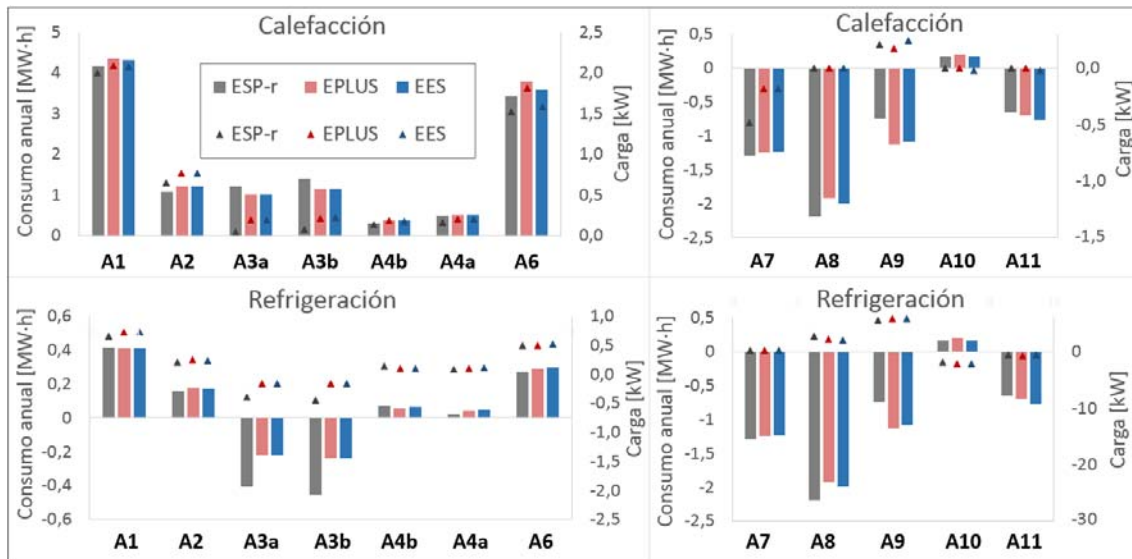 Calefacción
Consumo anual [MW·h]
5
4
3
2
1
0
2,5
2,0
1,5
1,0
0,5
0,0
Carga [kW]
ESP-r EPLUS EES
ESP-r EPLUS EES
A1 A2 A3a A3b A4b A4a A6
Calefacción
Consumo anual [MW·h]
0,5
0
-0,5
-1
-1,5
-2
-2,5
0,0
-0,5
-1,0
-1,5
Carga [kW]
A7 A8 A9 A10 A11
Refrigeración
Consumo anual [MW·h]
0,6
0,4
0,2
0
-0,2
-0,4
-0,6
1,0
0,5
0,0
-0,5
-1,0
-1,5
-2,0
-2,5
Carga [kW]
A1 A2 A3a A3b A4b A4a A6
Refrigeración
Consumo anual [MW·h]
0,5
0
-0,5
-1
-1,5
-2
-2,5
0
-10
-20
-30
Carga [kW]
A7 A8 A9 A10 A11